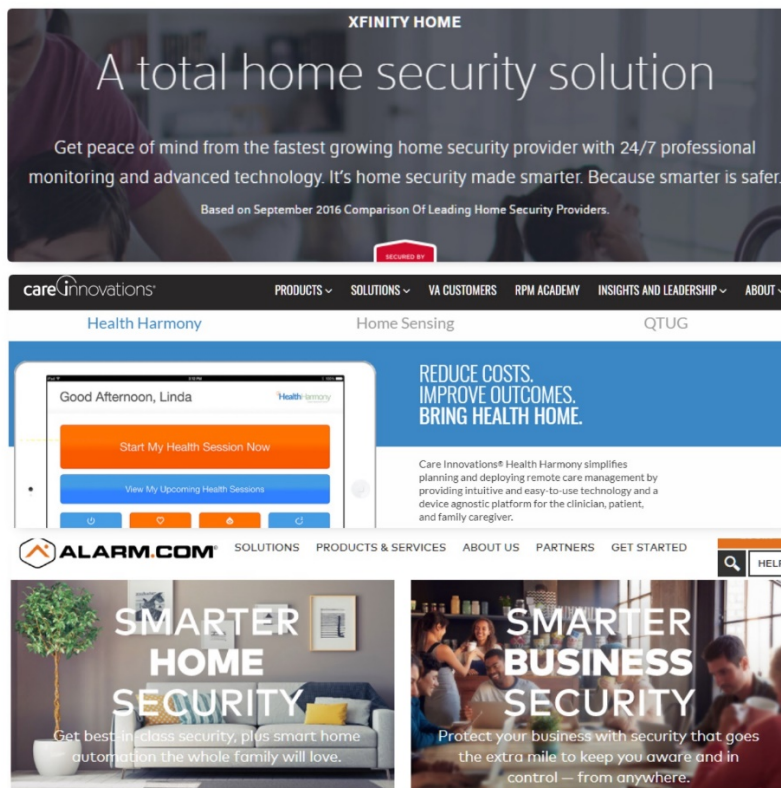 XFINITY HOME
A total home security solution
Get peace of mind from the fastest growing home security provider with 24/7 professional
monitoring and advanced technology. It's home security made smarter. Because smarter is safer.
Based on September 2016 Comparison Of Leading Home Security Providers.
SECURED BY
care innovations
PRODUCTS SOLUTIONS VA CUSTOMERS RPM ACADEMY INSIGHTS AND LEADERSHIP ABOUT
Health Harmony Home Sensing QTUG
Good Afternoon, Linda
HealthHarmony
Start My Health Session Now
View My Upcoming Health Sessions
REDUCE COSTS.
IMPROVE OUTCOMES.
BRING HEALTH HOME.
Care Innovations® Health Harmony simplifies
planning and deploying remote care management by
providing intuitive and easy-to-use technology and a
device agnostic platform for the clinician, patient,
and family caregiver.
ALARM.COM® SOLUTIONS PRODUCTS & SERVICES ABOUT US PARTNERS GET STARTED
HELP
SMARTER
HOME
SECURITY
Get best-in-class security, plus smart home
automation the whole family will love.
SMARTER
BUSINESS
SECURITY
Protect your business with security that goes
the extra mile to keep you aware and in
control — from anywhere.